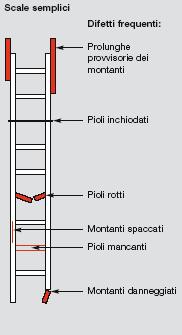 Scale semplici
Difetti frequenti:
Prolunghe
provvisorie dei
montanti
Pioli inchiodati
Pioli rotti
Montanti spaccati
Pioli mancanti
Montanti danneggiati